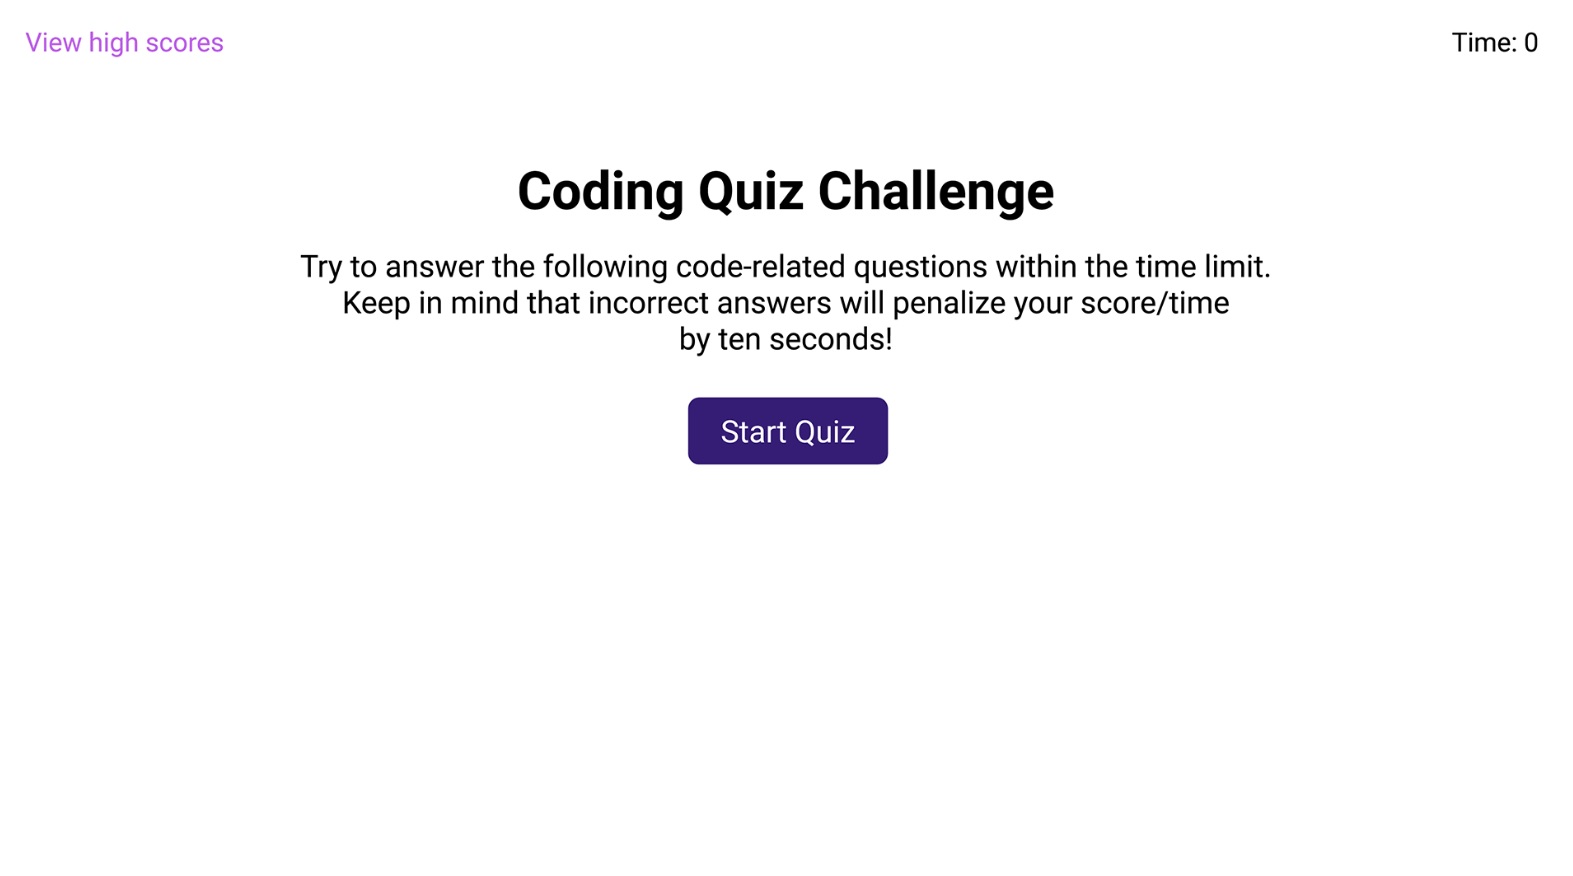 View high scores
Time: 0
Coding Quiz Challenge
Try to answer the following code-related questions within the time limit.
Keep in mind that incorrect answers will penalize your score/time
by ten seconds!
Start Quiz